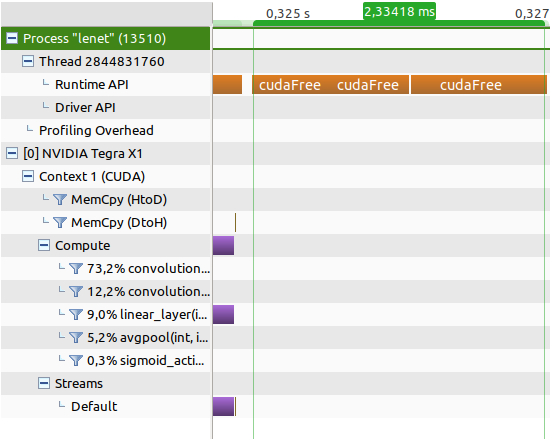 0,325 s 2,33418 ms 0,327
Process "lenet" (13510)
Thread 2844831760
Runtime API cudaFree cudaFree cudaFree
Driver API
Profiling Overhead
[0] NVIDIA Tegra X1
Context 1 (CUDA)
MemCpy (HtoD)
MemCpy (DtoH)
Compute
73,2% convolution...
12,2% convolution...
9,0% linear_layer(i...
5,2% avgpool(int, i...
0,3% sigmoid_acti...
Streams
Default